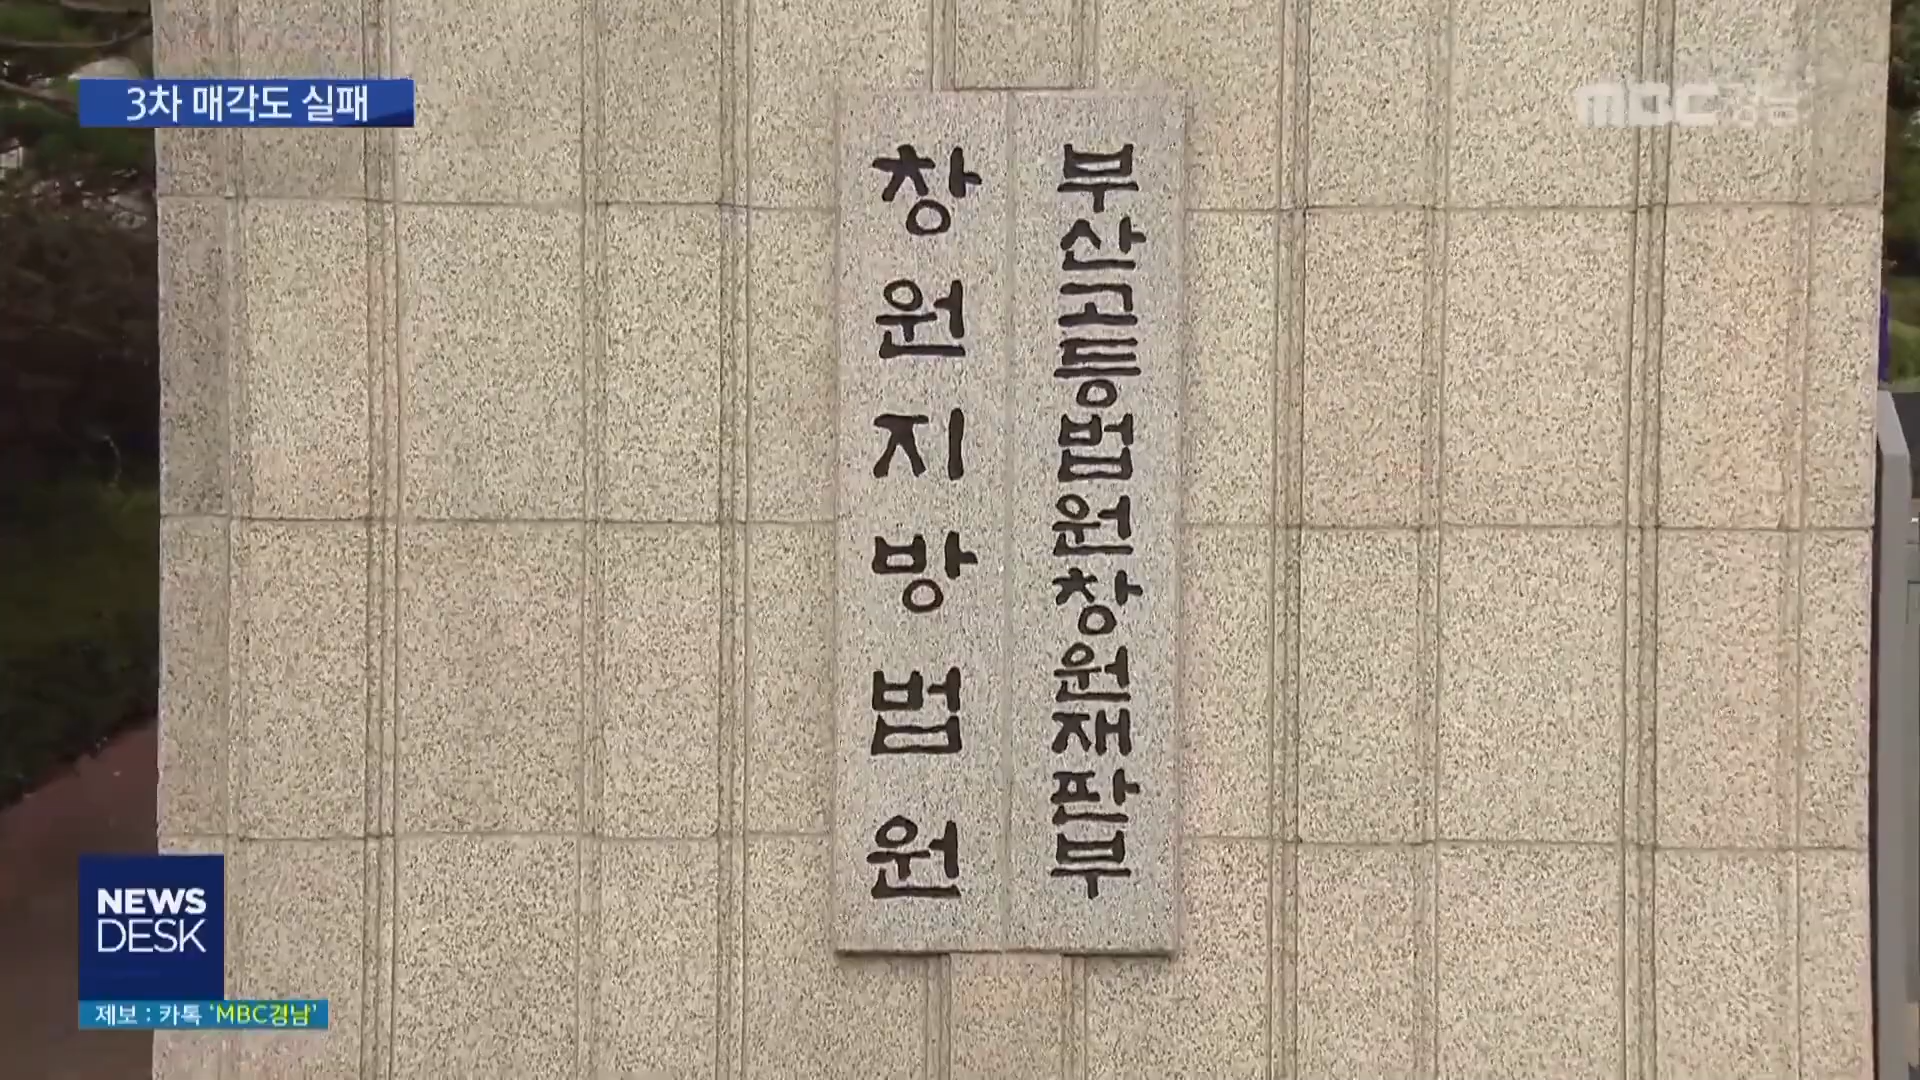 3차 매각도 실패
MBC경남
창원지방법원
부산고등법원창원재판부
NEWS
DESK
제보 : 카톡 'MBC경남'